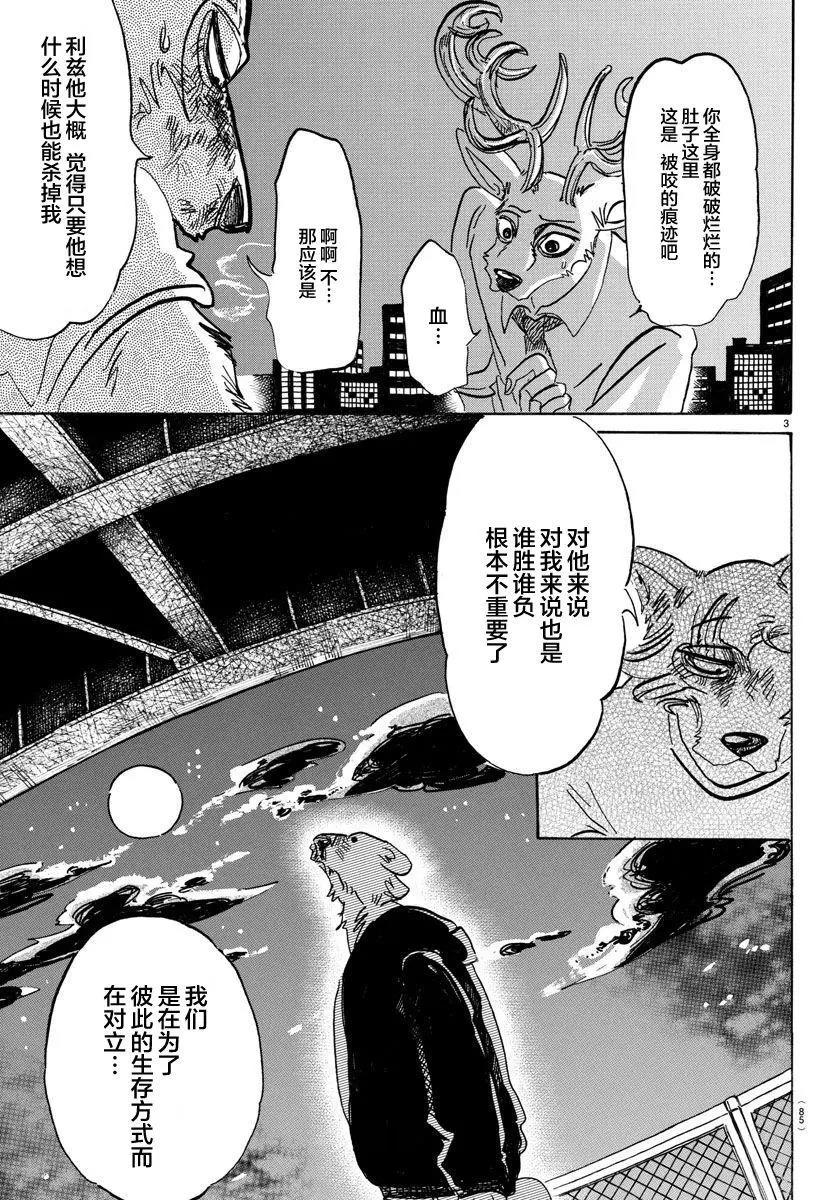 你全身都破破烂烂的…
肚子这里
这是 被咬的痕迹吧
血…
啊啊 不…
那应该是
利兹他大概 觉得只要他想
什么时候也能杀掉我
3
对他来说
对我来说也是
谁胜谁负
根本不重要了
我们
是在为了
彼此的生存方式而
在对立…
(85)